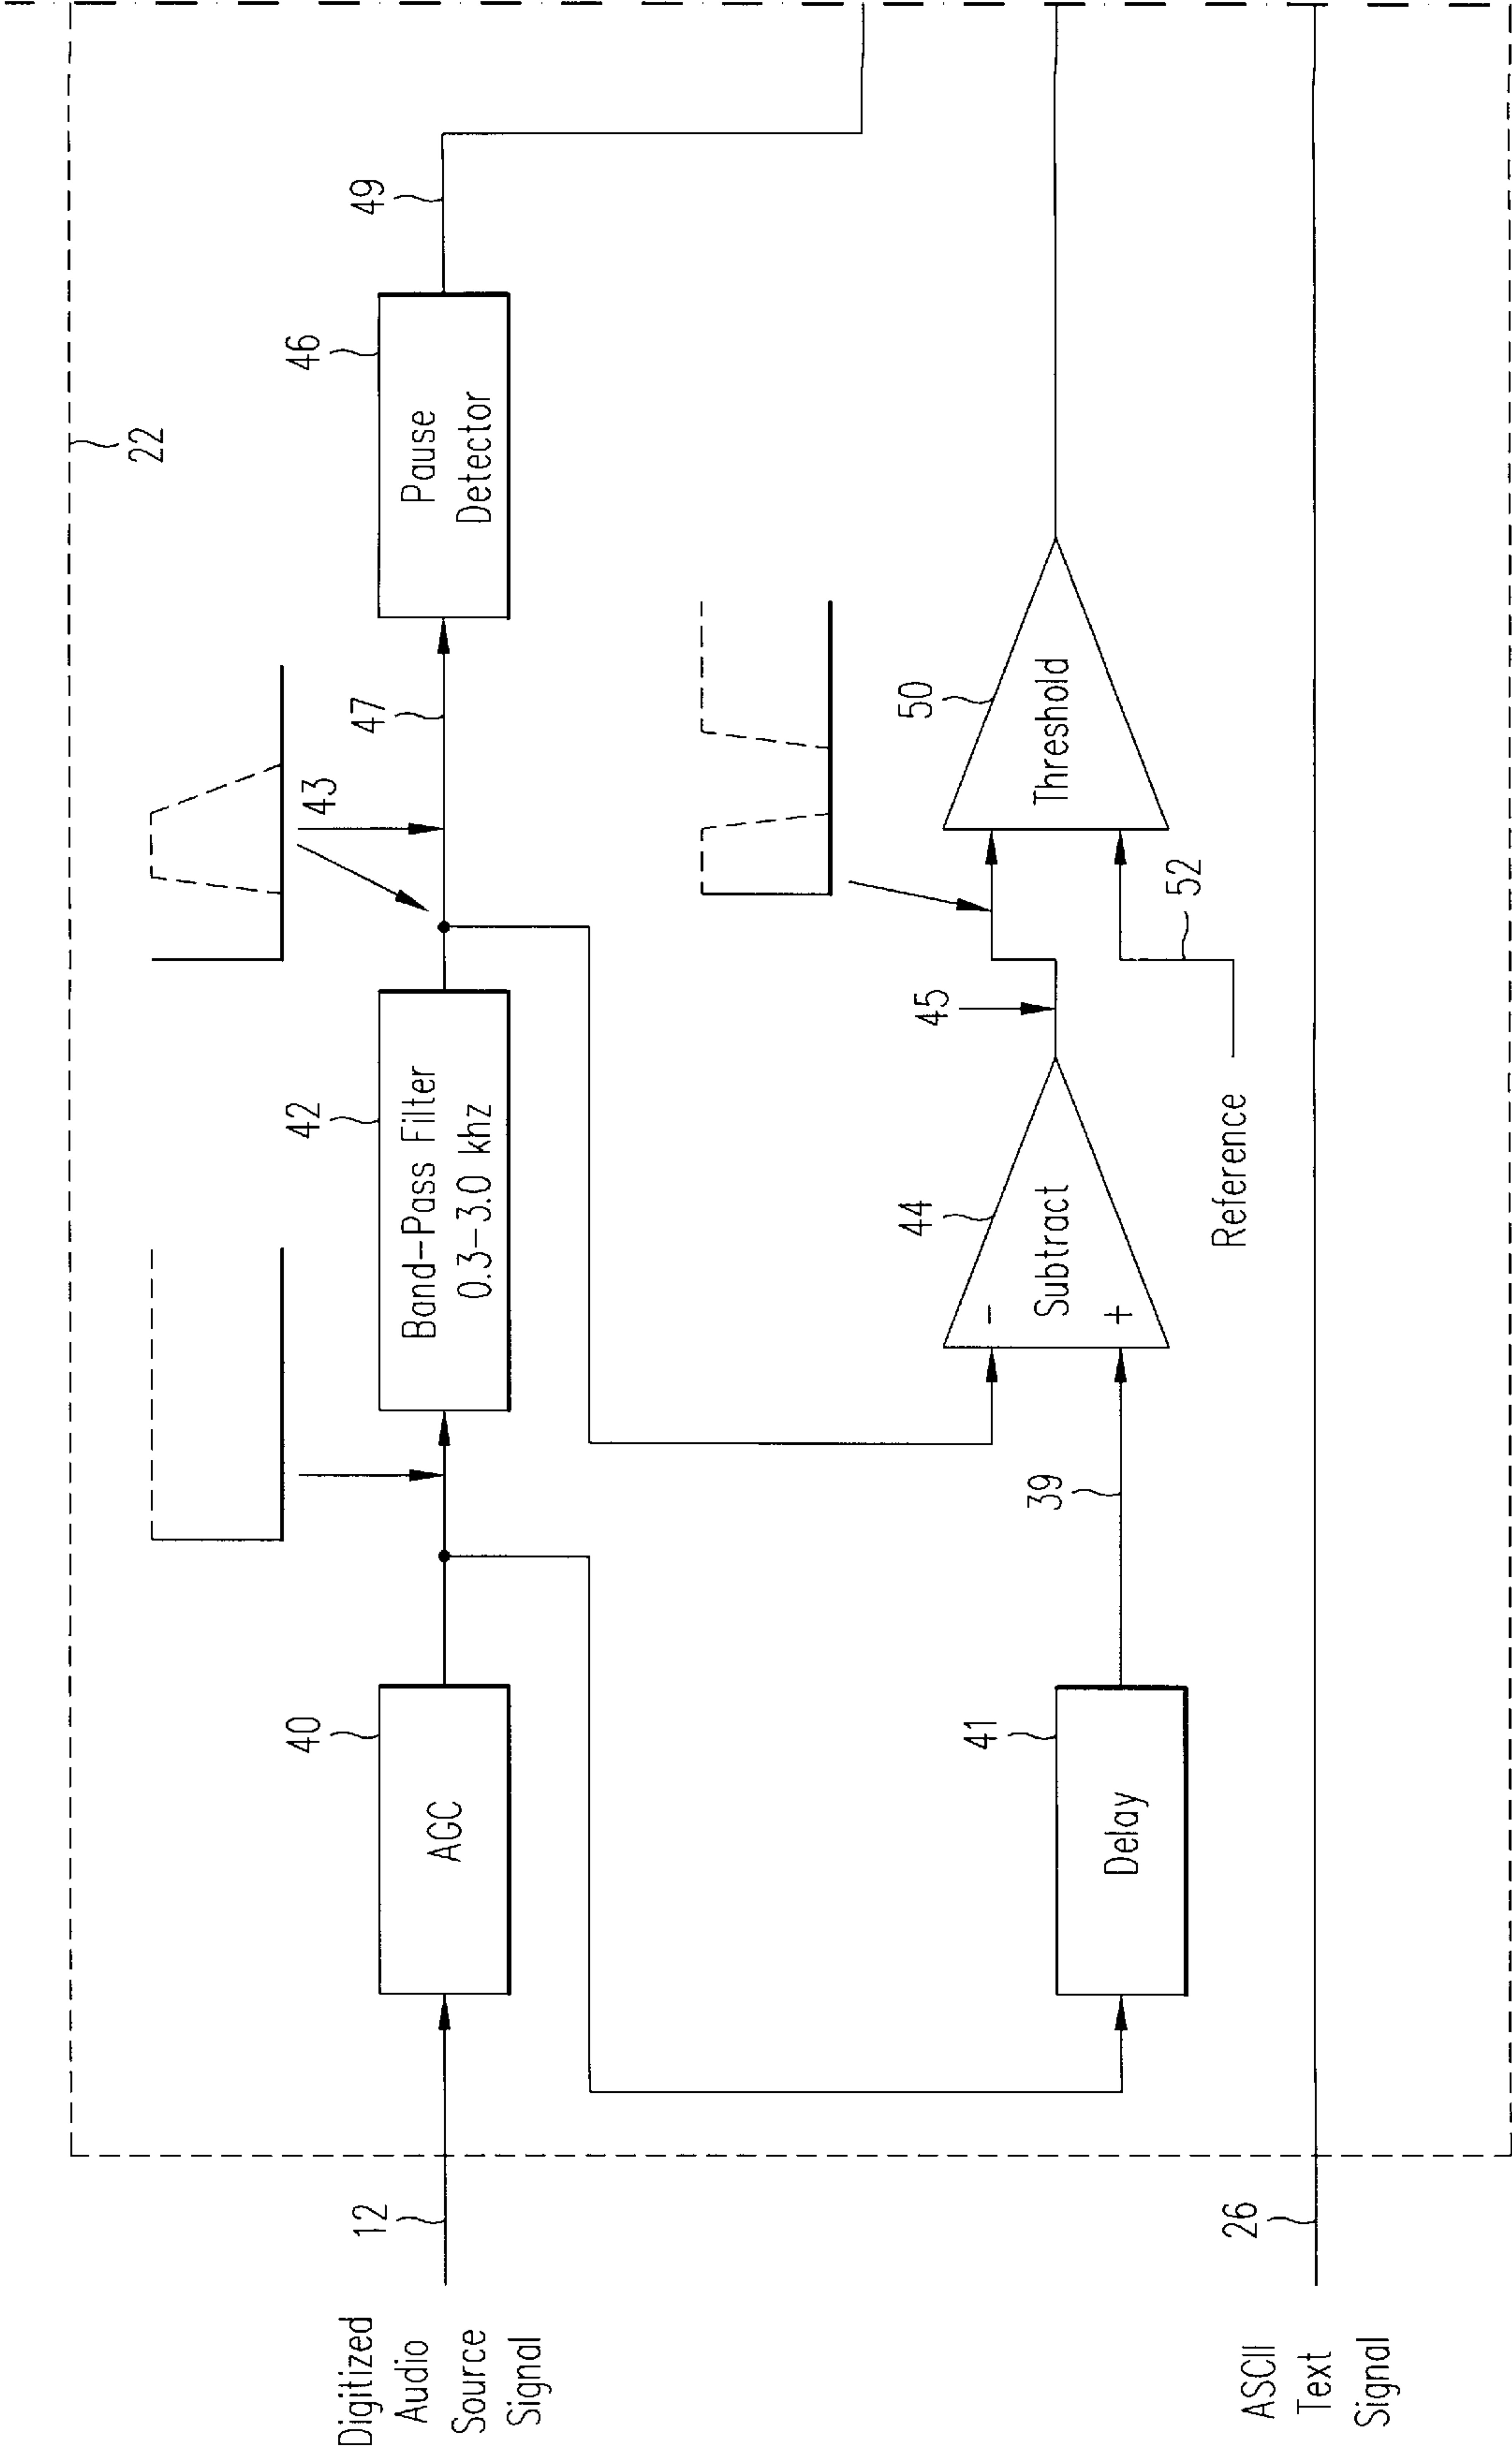 22
43
47
46
Pause
Detector
49
42
Band-Pass Filter
0.3-3.0 khz
40
AGC
12
Digitized
Audio
Source
Signal
50
Threshold
45
52
Reference
44
-
Subtract
+
39
41
Delay
26
ASCII
Text
Signal